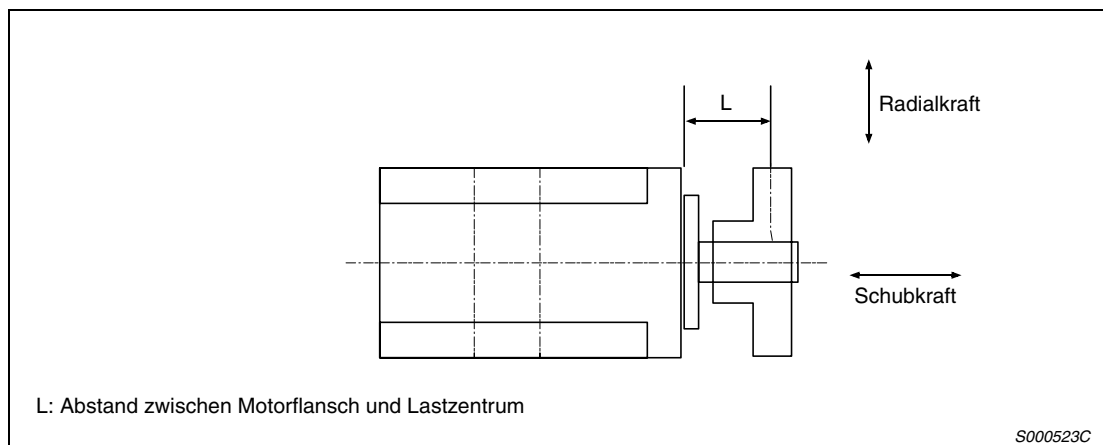 L
Radialkraft
Schubkraft
L: Abstand zwischen Motorflansch und Lastzentrum
S000523C